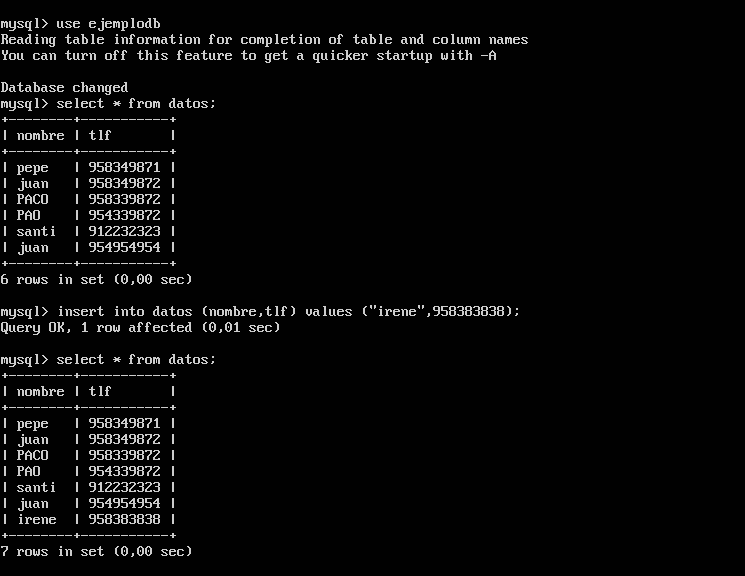 mysql> use ejemplodb
Reading table information for completion of table and column names
You can turn off this feature to get a quicker startup with -A

Database changed
mysql> select * from datos;
+--------+-----------+
| nombre | tlf       |
+--------+-----------+
| pepe   | 958349871 |
| juan   | 958349872 |
| PACO   | 958339872 |
| PAO    | 954339872 |
| santi  | 912232323 |
| juan   | 954954954 |
+--------+-----------+
6 rows in set (0,00 sec)

mysql> insert into datos (nombre,tlf) values ("irene",958383838);
Query OK, 1 row affected (0,01 sec)

mysql> select * from datos;
+--------+-----------+
| nombre | tlf       |
+--------+-----------+
| pepe   | 958349871 |
| juan   | 958349872 |
| PACO   | 958339872 |
| PAO    | 954339872 |
| santi  | 912232323 |
| juan   | 954954954 |
| irene  | 958383838 |
+--------+-----------+
7 rows in set (0,00 sec)